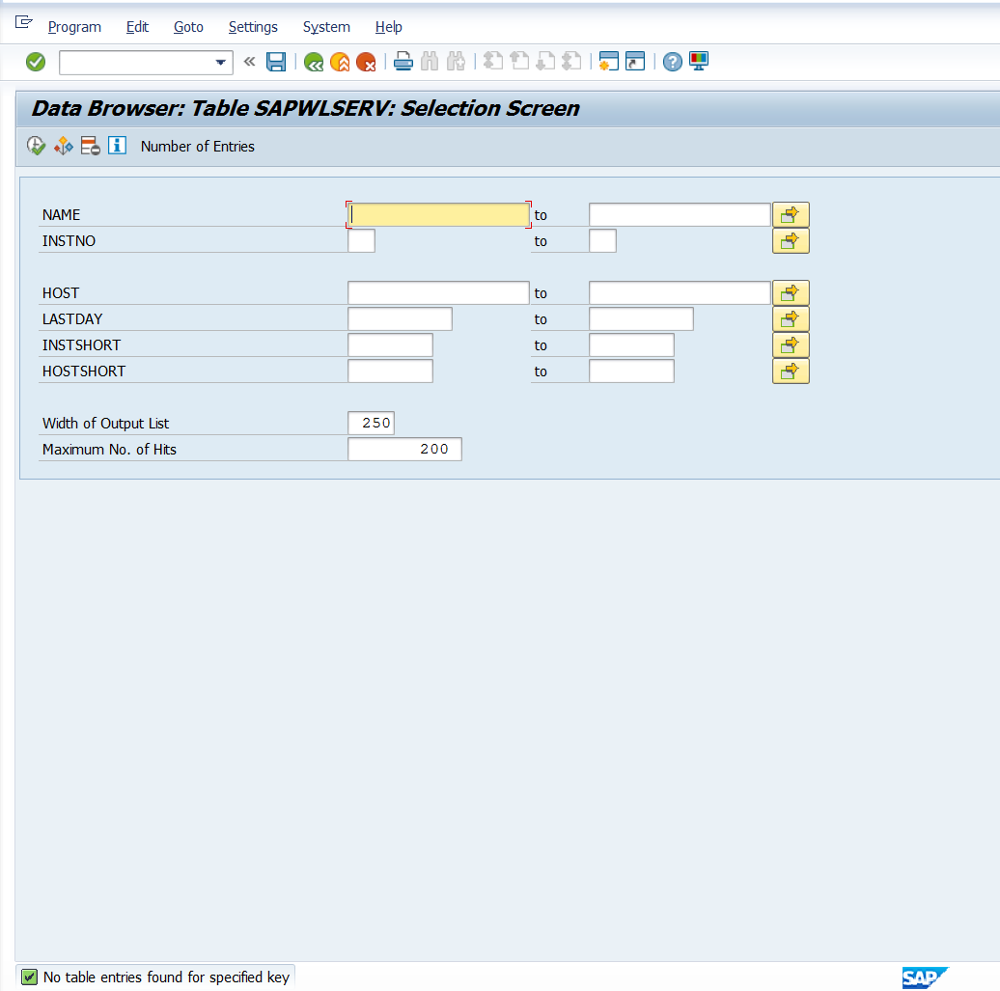 Program Edit Goto Settings System Help
Data Browser: Table SAPWLSERV: Selection Screen
Number of Entries
NAME to
INSTNO to
HOST to
LASTDAY to
INSTSHORT to
HOSTSHORT to
Width of Output List 250
Maximum No. of Hits 200
No table entries found for specified key
SAP